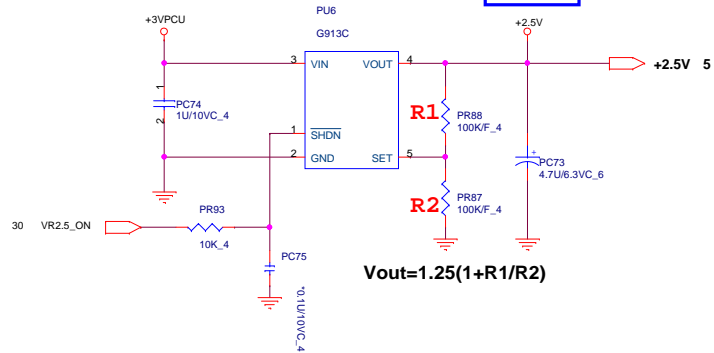 PU6
+3VPCU
G913C
+2.5V
3 VIN VOUT 4
+2.5V 5
1
PC74
1U/10VC_4
2
R1
PR88
100K/F_4
1 SHDN
2 GND SET 5
PC73
4.7U/6.3VC_6
+
R2
PR87
100K/F_4
PR93
30 VR2.5_ON
10K_4
PC75
*0.1U/10VC_4
Vout=1.25(1+R1/R2)